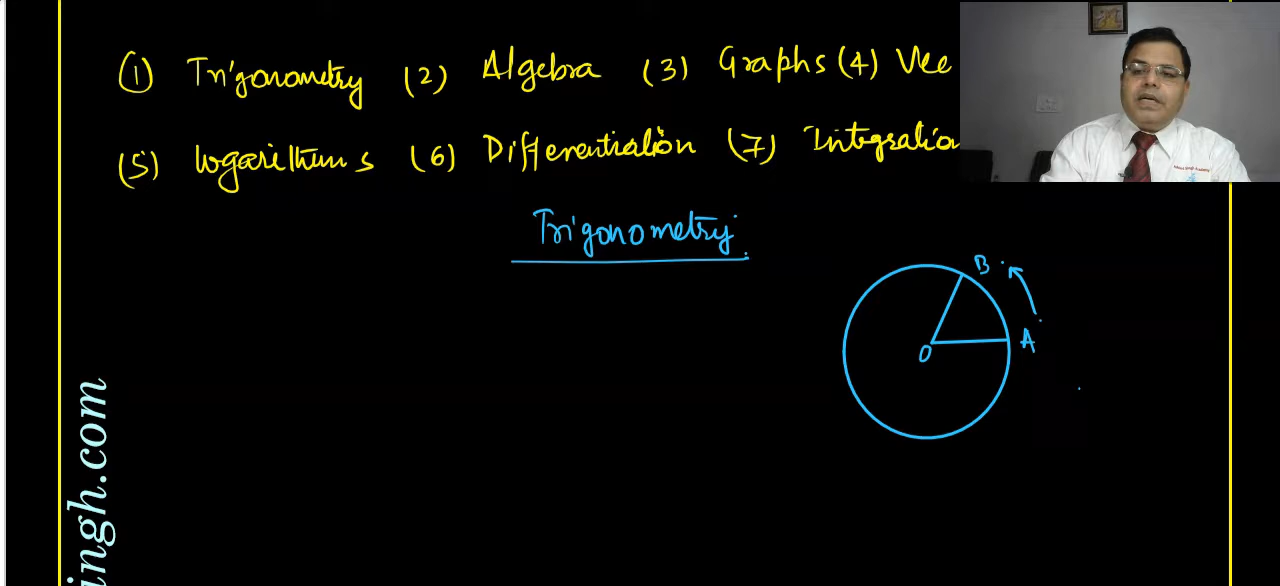 (1) Trigonometry (2) Algebra (3) Graphs (4) Vec
(5) Logarithms (6) Differentiation (7) Integratio
Trigonometry
B
A
O
ingh.com